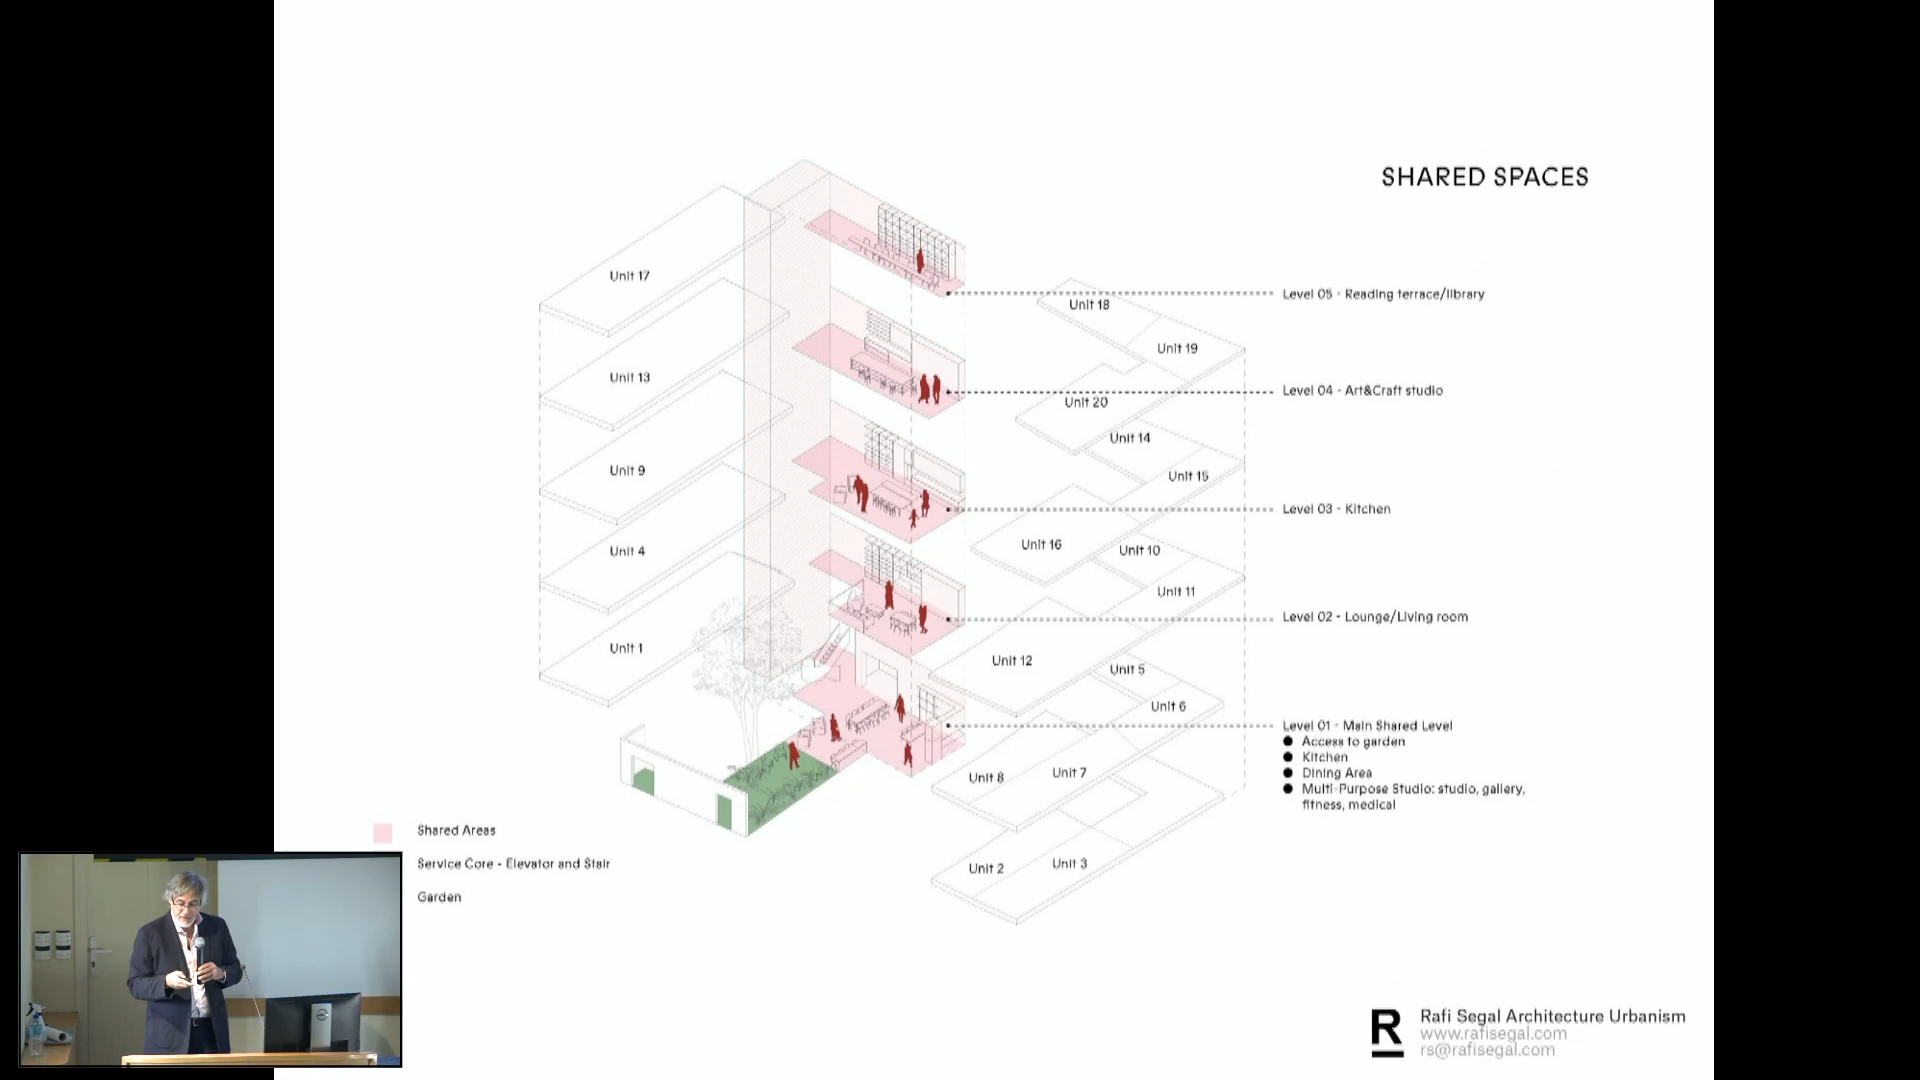 SHARED SPACES
Unit 17
Unit 13
Unit 9
Unit 4
Unit 1
Unit 18
Unit 19
Unit 20
Unit 14
Unit 15
Unit 16
Unit 10
Unit 11
Unit 12
Unit 5
Unit 6
Unit 8
Unit 7
Unit 2
Unit 3
Level 05 - Reading terrace/library
Level 04 - Art&Craft studio
Level 03 - Kitchen
Level 02 - Lounge/Living room
Level 01 - Main Shared Level
● Access to garden
● Kitchen
● Dining Area
● Multi-Purpose Studio: studio, gallery,
fitness, medical
Shared Areas
Service Core - Elevator and Stair
Garden
R
Rafi Segal Architecture Urbanism
www.rafisegal.com
rs@rafisegal.com